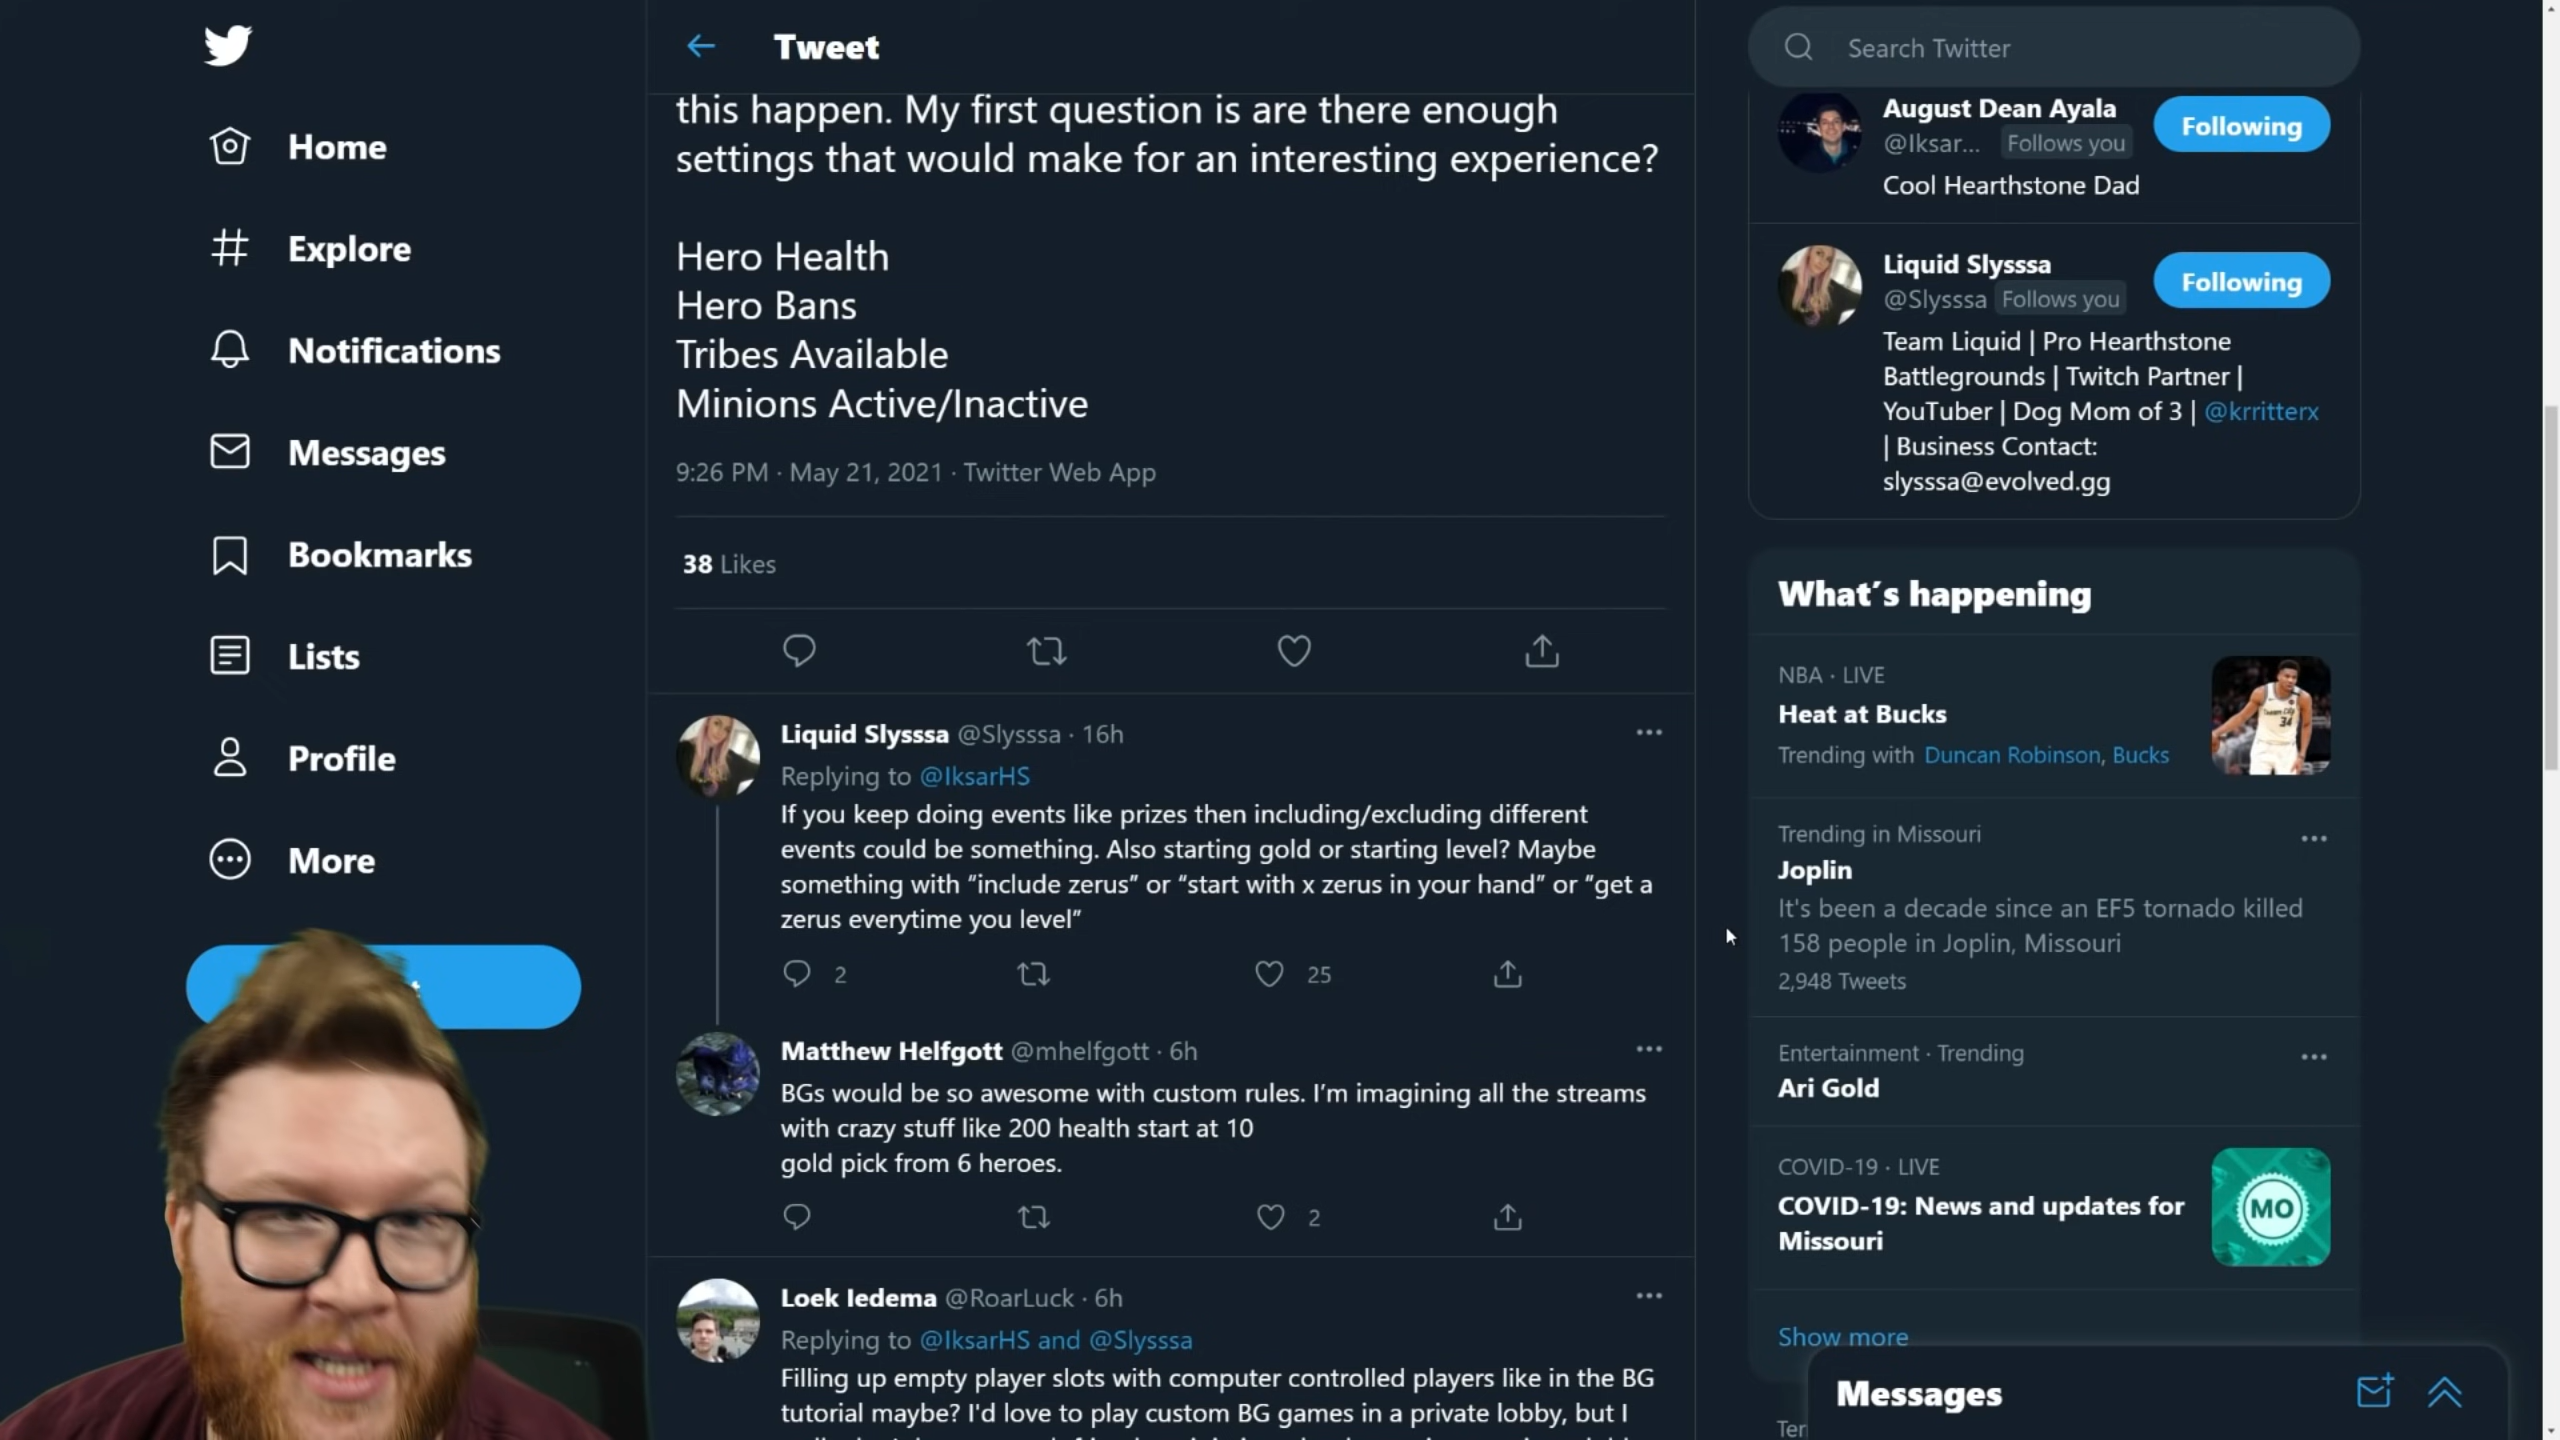 Home
Explore
Notifications
Messages
Bookmarks
Lists
Profile
More
Tweet
this happen. My first question is are there enough
settings that would make for an interesting experience?
Hero Health
Hero Bans
Tribes Available
Minions Active/Inactive
9:26 PM · May 21, 2021 · Twitter Web App
38 Likes
Liquid Slysssa @Slysssa · 16h
Replying to @IksarHS
If you keep doing events like prizes then including/excluding different
events could be something. Also starting gold or starting level? Maybe
something with “include zerus” or “start with x zerus in your hand” or “get a
zerus everytime you level”
2
25
Matthew Helfgott @mhelfgott · 6h
BGs would be so awesome with custom rules. I’m imagining all the streams
with crazy stuff like 200 health start at 10
gold pick from 6 heroes.
2
Loek Iedema @RoarLuck · 6h
Replying to @IksarHS and @Slysssa
Filling up empty player slots with computer controlled players like in the BG
tutorial maybe? I'd love to play custom BG games in a private lobby, but I
Search Twitter
August Dean Ayala
@Iksar... Follows you
Following
Cool Hearthstone Dad
Liquid Slysssa
@Slysssa Follows you
Following
Team Liquid | Pro Hearthstone
Battlegrounds | Twitch Partner |
YouTuber | Dog Mom of 3 | @krritterx
| Business Contact:
slysssa@evolved.gg
What´s happening
NBA · LIVE
Heat at Bucks
Trending with Duncan Robinson, Bucks
34
Trending in Missouri
Joplin
It's been a decade since an EF5 tornado killed
158 people in Joplin, Missouri
2,948 Tweets
Entertainment · Trending
Ari Gold
COVID-19 · LIVE
COVID-19: News and updates for
Missouri
MO
Show more
Messages